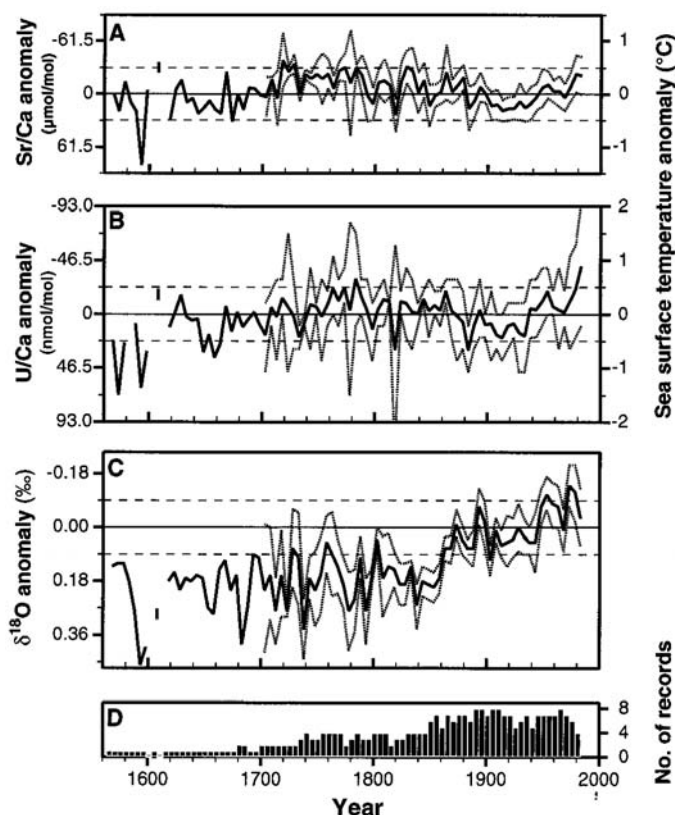 A
Sr/Ca anomaly
(µmol/mol)
-61.5
0
61.5
1
0
-1
B
U/Ca anomaly
(nmol/mol)
-93.0
-46.5
0
46.5
93.0
2
1
0
-1
-2
Sea surface temperature anomaly (°C)
C
δ18O anomaly (‰)
-0.18
0.00
0.18
0.36
D
8
4
0
No. of records
1600 1700 1800 1900 2000
Year